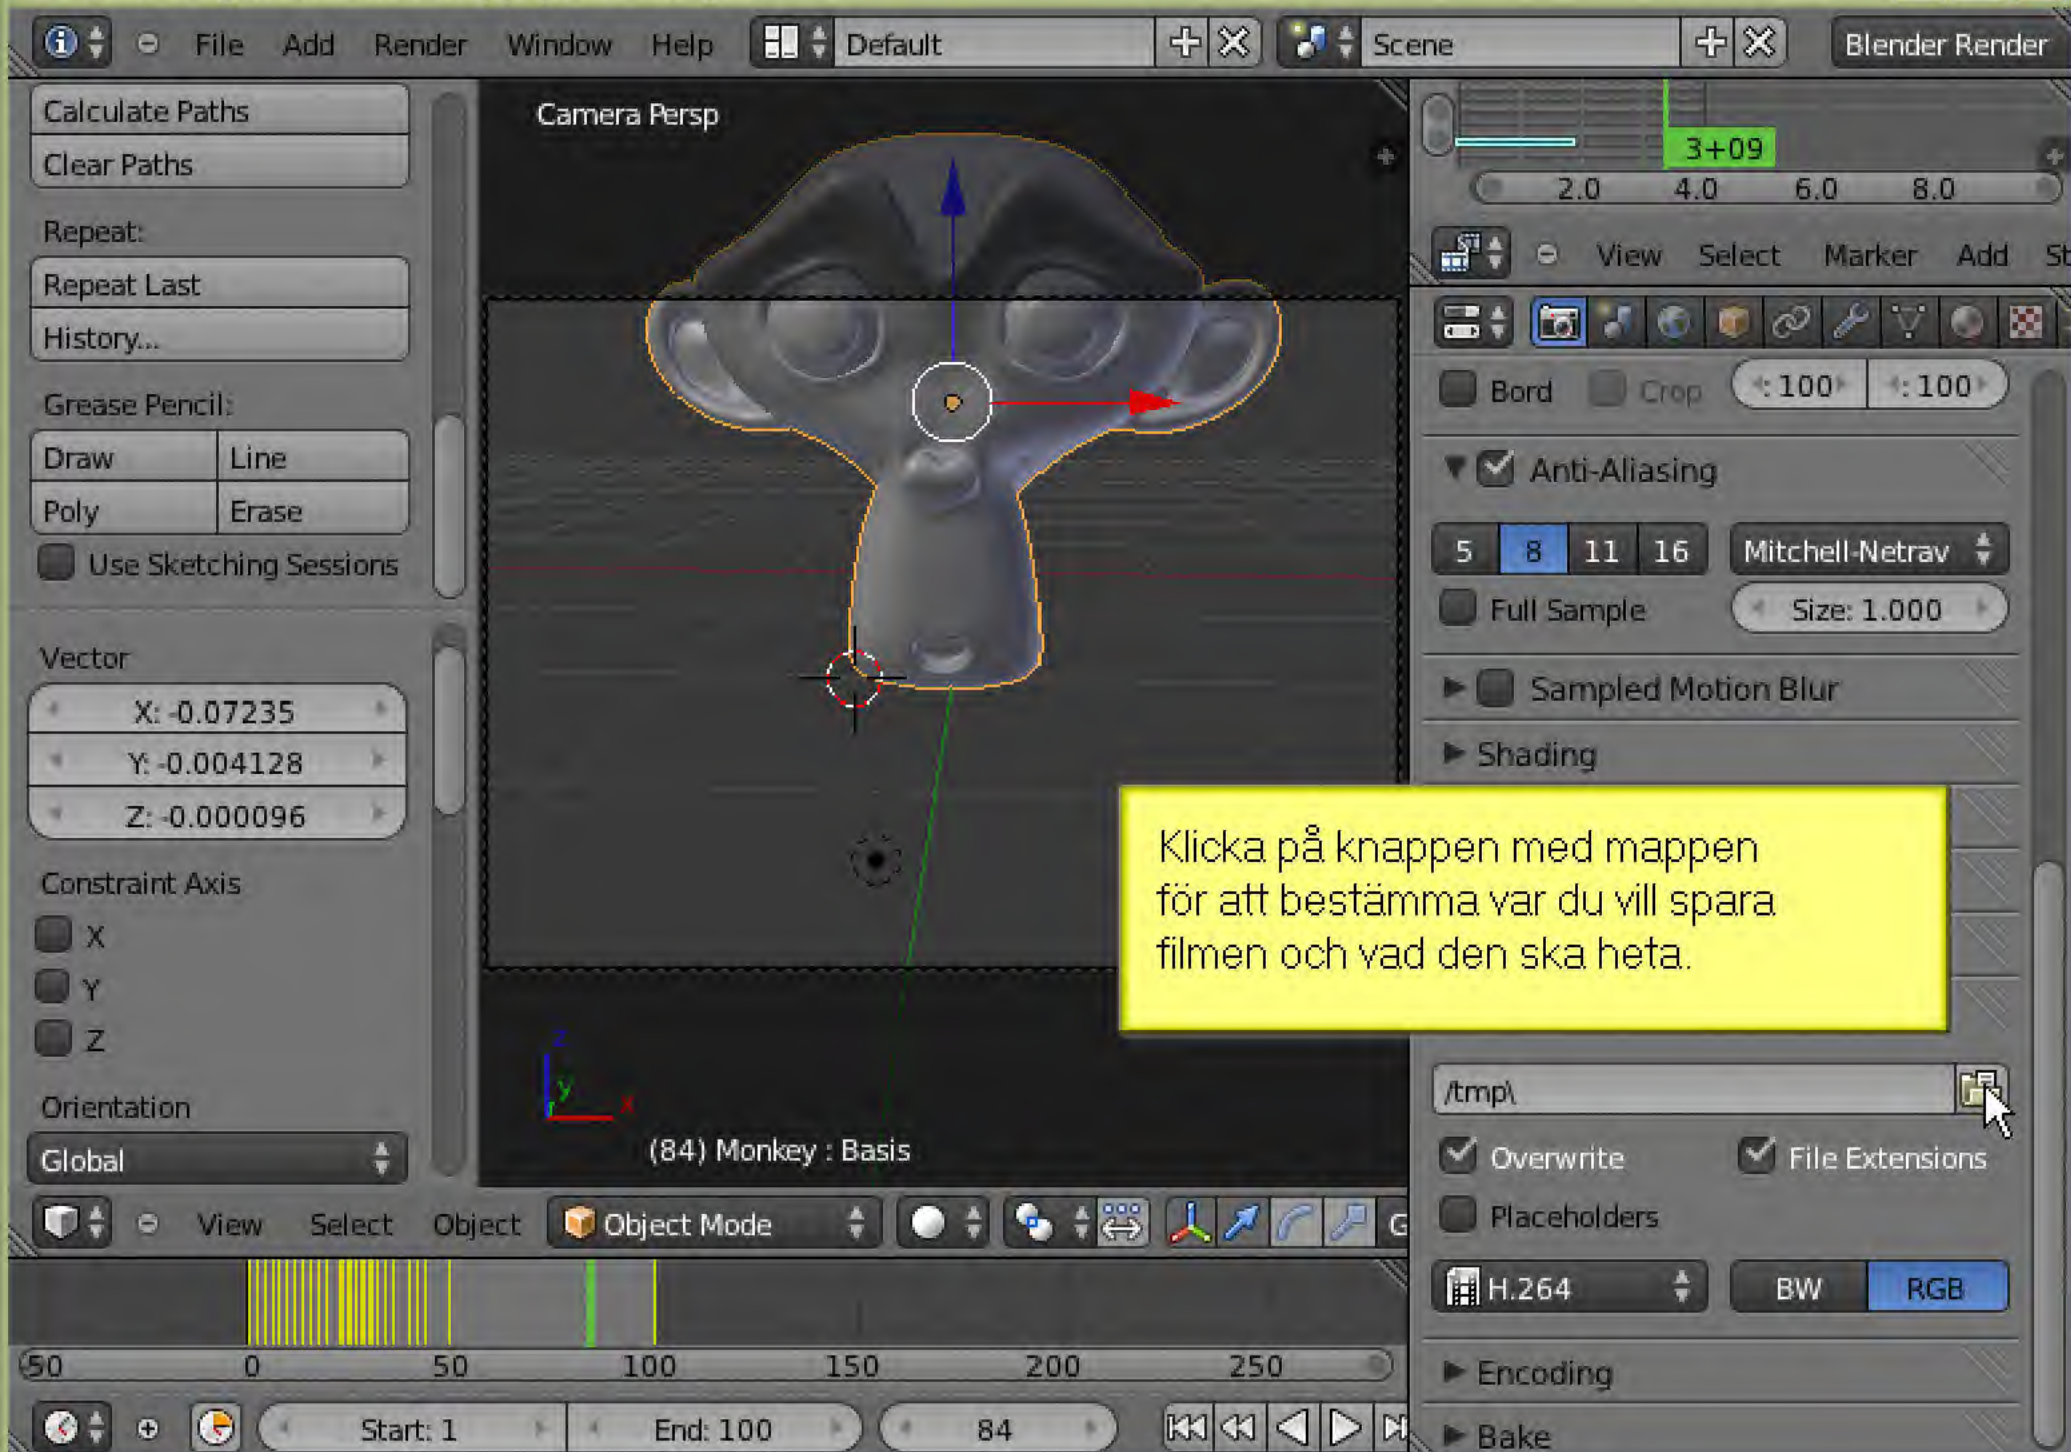 File Add Render Window Help Default Scene Blender Render
Calculate Paths
Clear Paths
Repeat:
Repeat Last
History...
Grease Pencil:
Draw Line
Poly Erase
Use Sketching Sessions
Vector
X: -0.07235
Y: -0.004128
Z: -0.000096
Constraint Axis
X
Y
Z
Orientation
Global
Camera Persp
z
y
x
(84) Monkey : Basis
View Select Object Object Mode G
0 50 100 150 200 250
Start: 1 End: 100 84
3+09
2.0 4.0 6.0 8.0
View Select Marker Add St
Bord Crop : 100 : 100
Anti-Aliasing
5 8 11 16 Mitchell-Netrav
Full Sample Size: 1.000
Sampled Motion Blur
Shading
Klicka på knappen med mappen
för att bestämma var du vill spara
filmen och vad den ska heta.
/tmp\
Overwrite File Extensions
Placeholders
H.264 BW RGB
Encoding
Bake